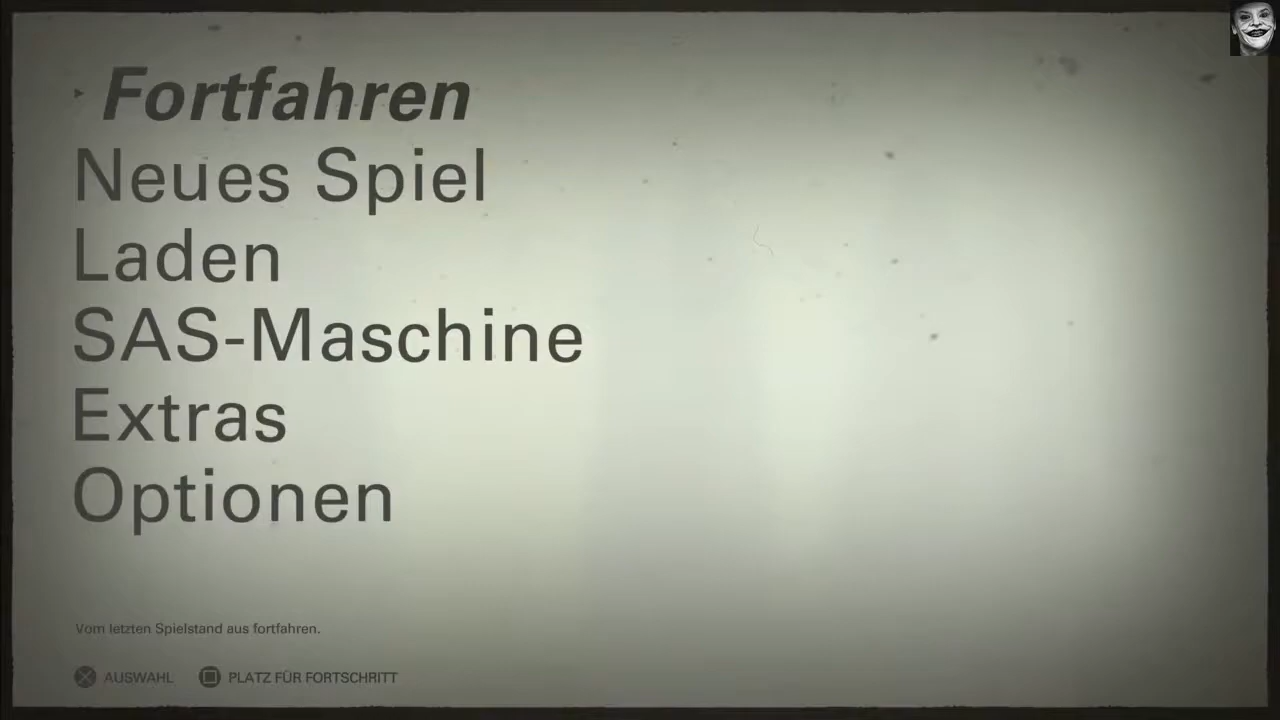 Fortfahren
Neues Spiel
Laden
SAS-Maschine
Extras
Optionen
Vom letzten Spielstand aus fortfahren.
AUSWAHL PLATZ FÜR FORTSCHRITT